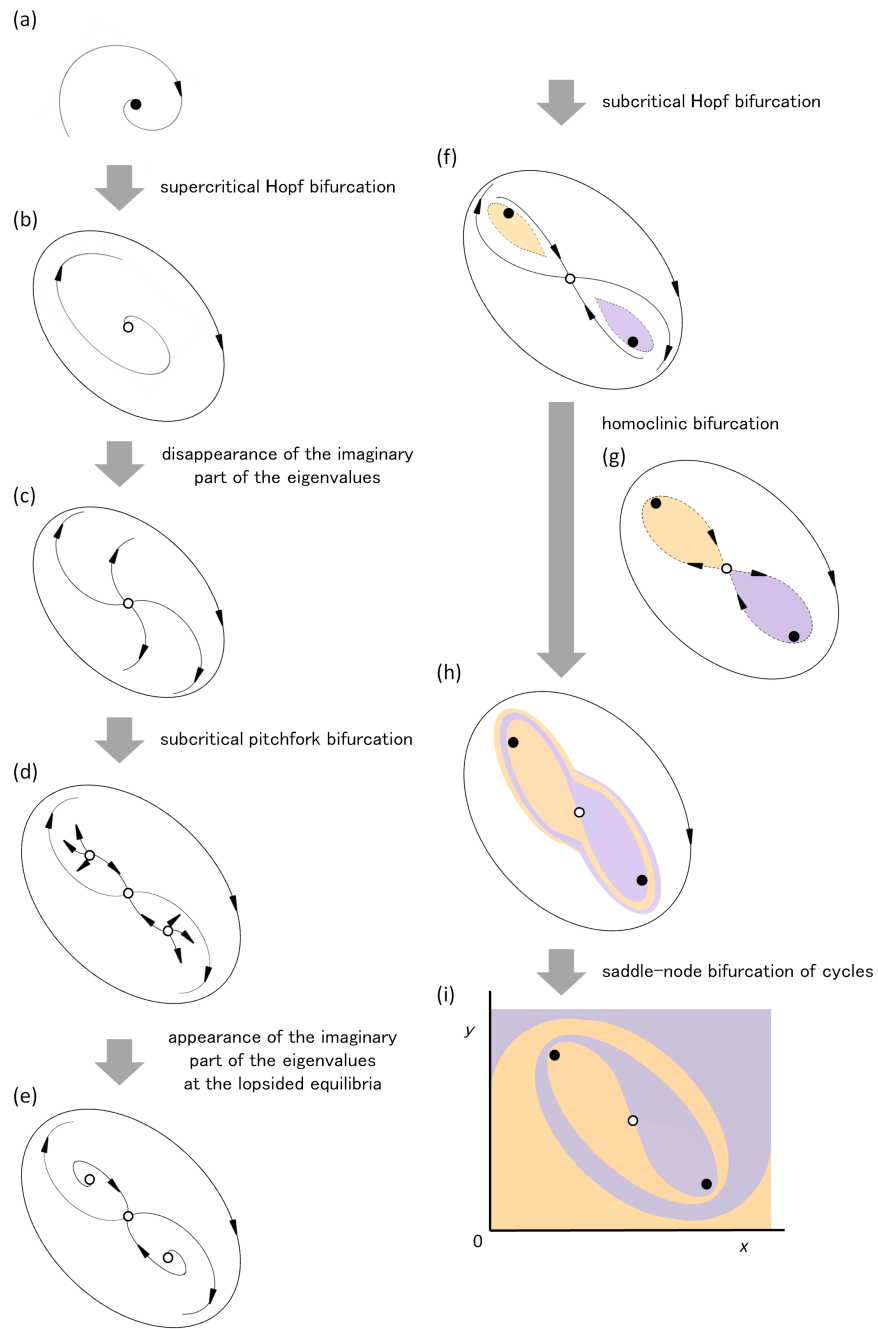 (a)
supercritical Hopf bifurcation
(b)
disappearance of the imaginary
part of the eigenvalues
(c)
subcritical pitchfork bifurcation
(d)
appearance of the imaginary
part of the eigenvalues
at the lopsided equilibria
(e)
subcritical Hopf bifurcation
(f)
homoclinic bifurcation
(g)
(h)
saddle-node bifurcation of cycles
(i)
y
0
x